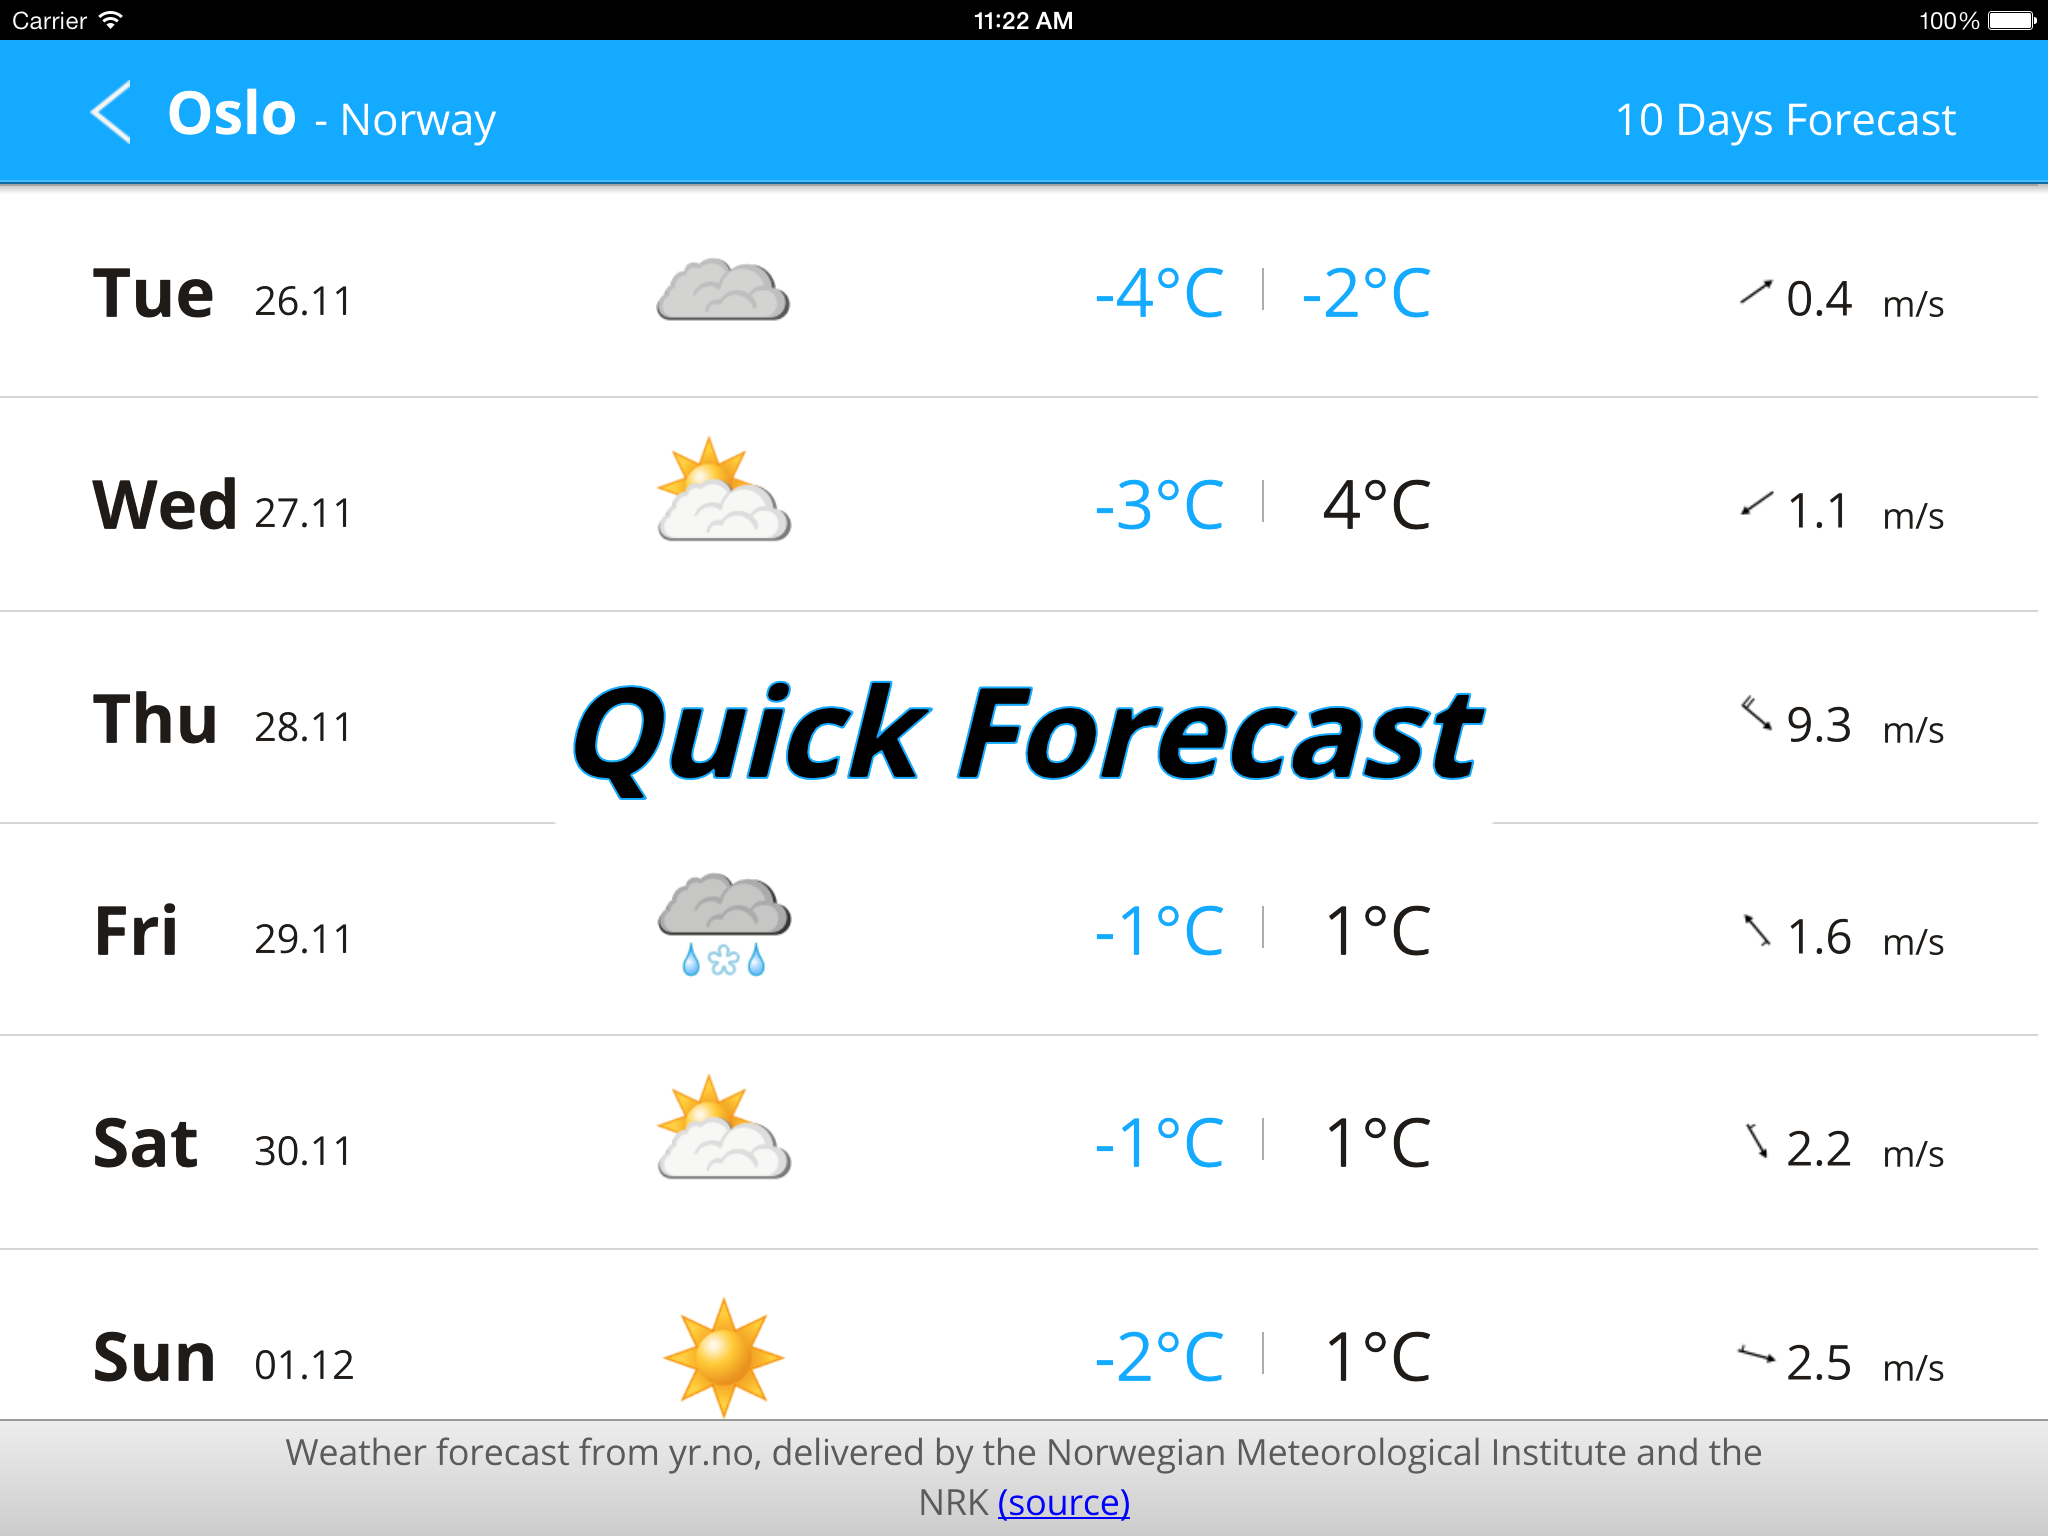 Carrier 11:22 AM 100%
Oslo - Norway 10 Days Forecast
Tue 26.11 -4°C -2°C 0.4 m/s
Wed 27.11 -3°C 4°C 1.1 m/s
Thu 28.11 Quick Forecast 9.3 m/s
Fri 29.11 -1°C 1°C 1.6 m/s
Sat 30.11 -1°C 1°C 2.2 m/s
Sun 01.12 -2°C 1°C 2.5 m/s
Weather forecast from yr.no, delivered by the Norwegian Meteorological Institute and the
NRK (source)